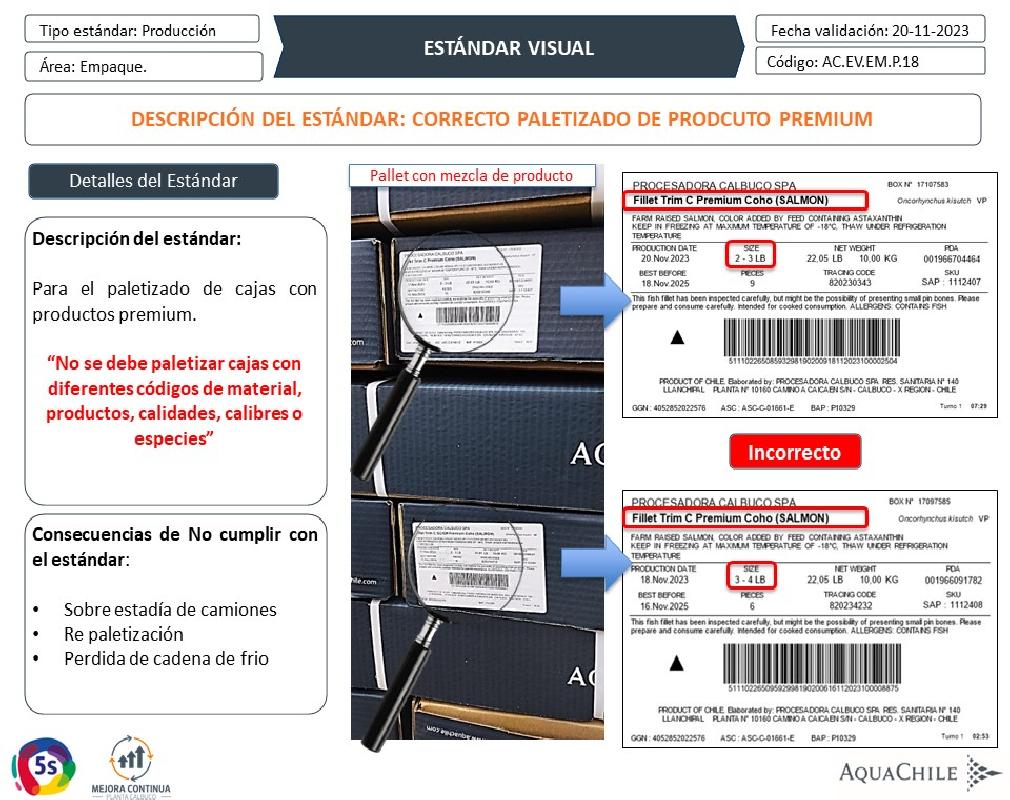 Tipo estándar: Producción
Área: Empaque.
ESTÁNDAR VISUAL
Fecha validación: 20-11-2023
Código: AC.EV.EM.P.18
DESCRIPCIÓN DEL ESTÁNDAR: CORRECTO PALETIZADO DE PRODCUTO PREMIUM
Detalles del Estándar
Descripción del estándar:
Para el paletizado de cajas con
productos premium.
“No se debe paletizar cajas con
diferentes códigos de material,
productos, calidades, calibres o
especies”
Consecuencias de No cumplir con
el estándar:
• Sobre estadía de camiones
• Re paletización
• Perdida de cadena de frio
Pallet con mezcla de producto
PROCESADORA CALBUCO SPA
BOX N° 17107583
Fillet Trim C Premium Coho (SALMON)
Oncorhynchus kisutch VP
FARM RAISED SALMON, COLOR ADDED BY FEED CONTAINING ASTAXANTHIN
KEEP IN FREEZING AT MAXIMUM TEMPERATURE OF -18°C, THAW UNDER REFRIGERATION
TEMPERATURE
PRODUCTION DATE SIZE NET WEIGHT PDA
20.Nov.2023 2 - 3 LB 22,05 LB 10,00 KG 001966704464
BEST BEFORE PIECES TRACING CODE SKU
18.Nov.2025 9 820230343 SAP : 1112407
This fish fillet has been inspected carefully, but might be the possibility of presenting small pin bones. Please
prepare and consume carefully. Intended for cooked consumption. ALLERGENS: CONTAINS FISH
PRODUCT OF CHILE. Elaborated by: PROCESADORA CALBUCO SPA RES. SANITARIA N° 140
LLANCHIPAL PLANTA N° 10160 CAMINO A CAICAEN S/N - CALBUCO - X REGION - CHILE
GGN : 4052852022576 ASC : ASC-C-01661-E BAP : P10329 Turno 1 07:29
Incorrecto
PROCESADORA CALBUCO SPA
BOX N° 17097585
Fillet Trim C Premium Coho (SALMON)
Oncorhynchus kisutch VP
FARM RAISED SALMON, COLOR ADDED BY FEED CONTAINING ASTAXANTHIN
KEEP IN FREEZING AT MAXIMUM TEMPERATURE OF -18°C, THAW UNDER REFRIGERATION
TEMPERATURE
PRODUCTION DATE SIZE NET WEIGHT PDA
18.Nov.2023 3 - 4 LB 22,05 LB 10,00 KG 001966091782
BEST BEFORE PIECES TRACING CODE SKU
16.Nov.2025 6 820234232 SAP : 1112408
This fish fillet has been inspected carefully, but might be the possibility of presenting small pin bones. Please
prepare and consume carefully. Intended for cooked consumption. ALLERGENS: CONTAINS FISH
PRODUCT OF CHILE. Elaborated by: PROCESADORA CALBUCO SPA RES. SANITARIA N° 140
LLANCHIPAL PLANTA N° 10160 CAMINO A CAICAEN S/N - CALBUCO - X REGION - CHILE
GGN : 4052852022576 ASC : ASC-C-01661-E BAP : P10329 Turno 1 02:53
5s
MEJORA CONTINUA
PLANTA CALBUCO
AQUACHILE